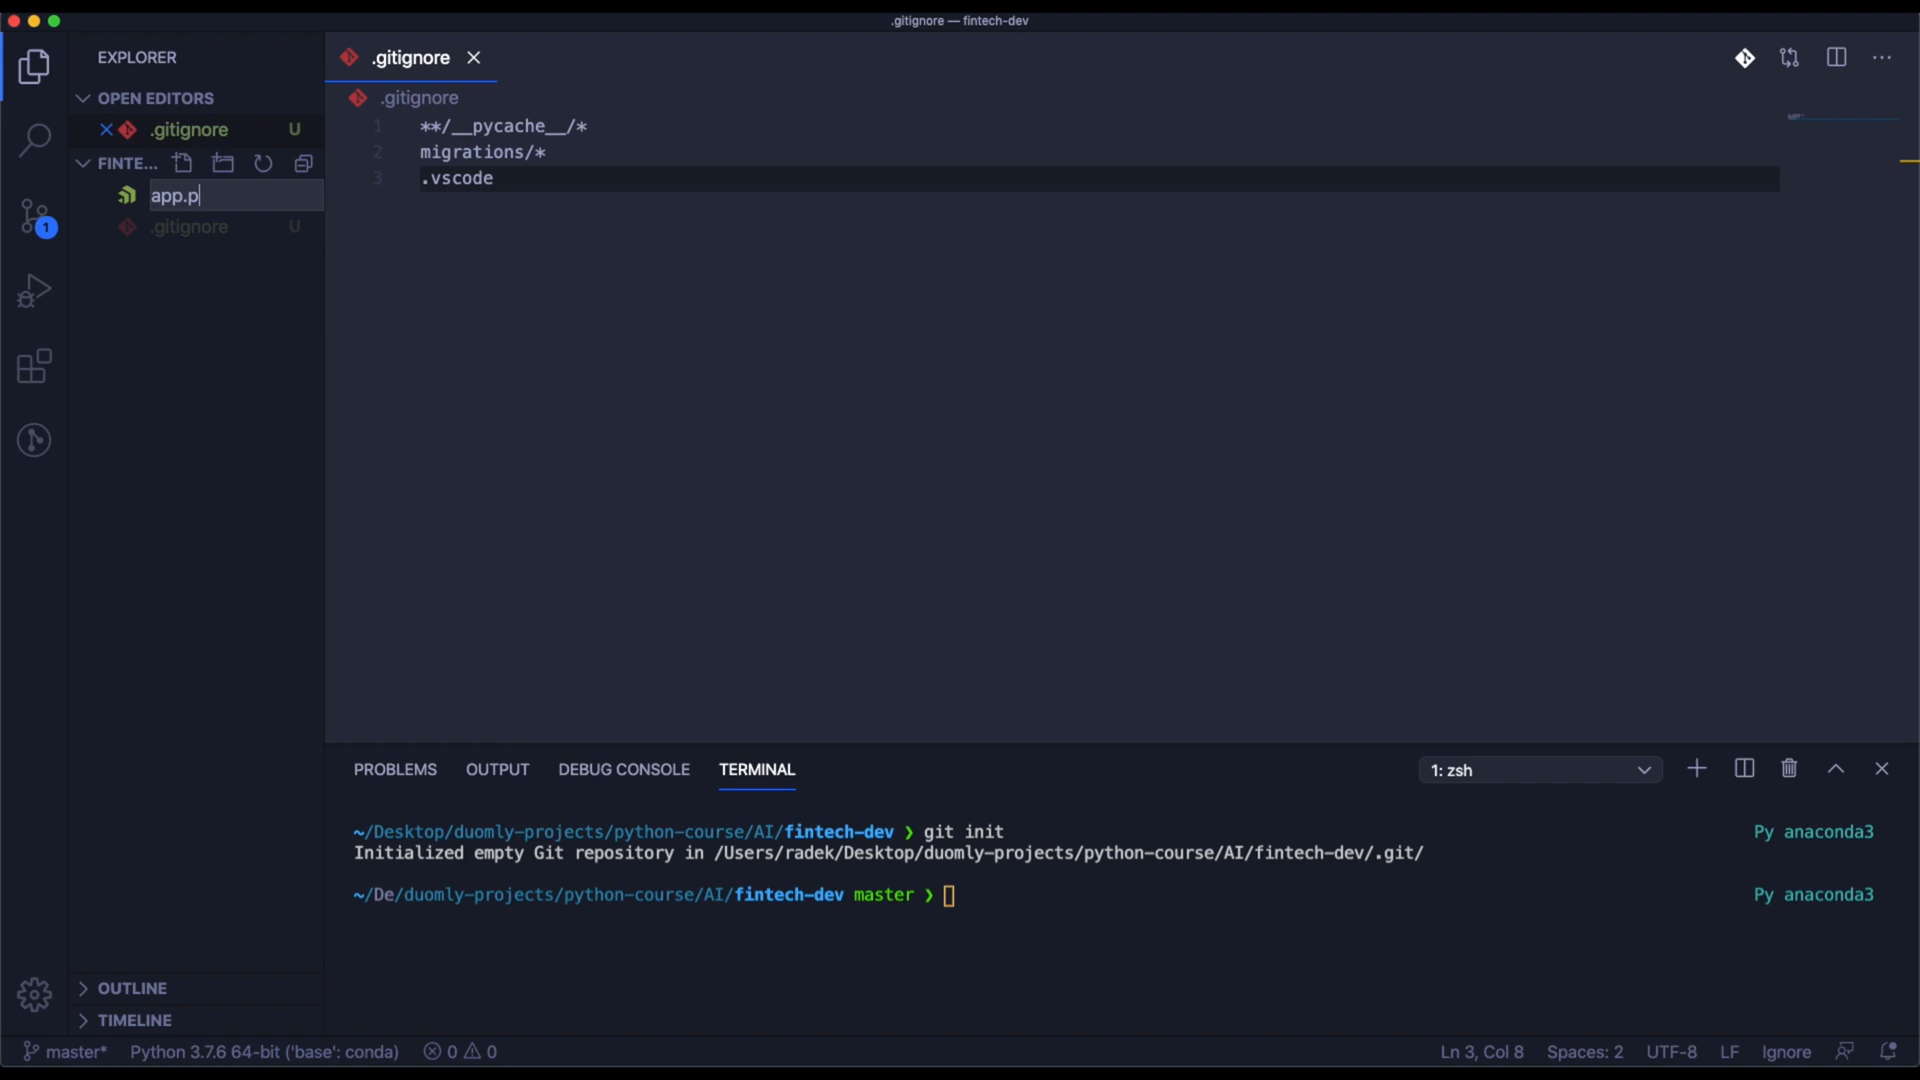 .gitignore — fintech-dev
EXPLORER
.gitignore
OPEN EDITORS
.gitignore U
FINTE...
app.p
.gitignore U
.gitignore
1 **/__pycache__/*
2 migrations/*
3 .vscode
1
PROBLEMS OUTPUT DEBUG CONSOLE TERMINAL
1: zsh
~/Desktop/duomly-projects/python-course/AI/fintech-dev ❯ git init Py anaconda3
Initialized empty Git repository in /Users/radek/Desktop/duomly-projects/python-course/AI/fintech-dev/.git/
~/De/duomly-projects/python-course/AI/fintech-dev master ❯ Py anaconda3
OUTLINE
TIMELINE
master* Python 3.7.6 64-bit ('base': conda) 0 0 Ln 3, Col 8 Spaces: 2 UTF-8 LF Ignore